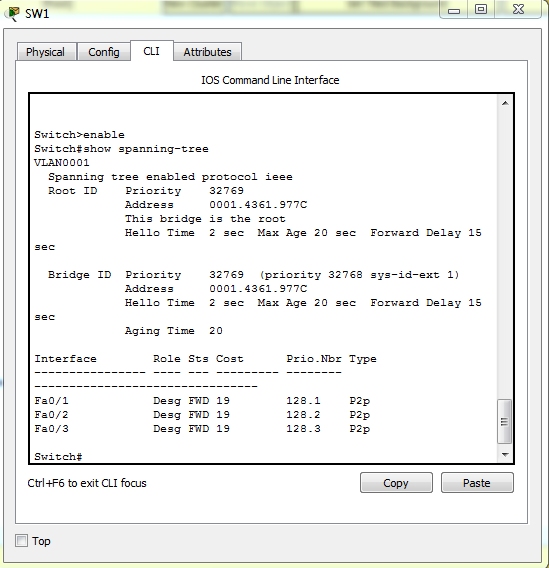 SW1
Physical Config CLI Attributes
IOS Command Line Interface
Switch>enable
Switch#show spanning-tree
VLAN0001
  Spanning tree enabled protocol ieee
  Root ID    Priority    32769
             Address     0001.4361.977C
             This bridge is the root
             Hello Time  2 sec  Max Age 20 sec  Forward Delay 15
sec

  Bridge ID  Priority    32769  (priority 32768 sys-id-ext 1)
             Address     0001.4361.977C
             Hello Time  2 sec  Max Age 20 sec  Forward Delay 15
sec
             Aging Time  20

Interface        Role Sts Cost      Prio.Nbr Type
---------------- ---- --- --------- --------
--------------------------------
Fa0/1            Desg FWD 19        128.1    P2p
Fa0/2            Desg FWD 19        128.2    P2p
Fa0/3            Desg FWD 19        128.3    P2p

Switch#
Ctrl+F6 to exit CLI focus Copy Paste
Top